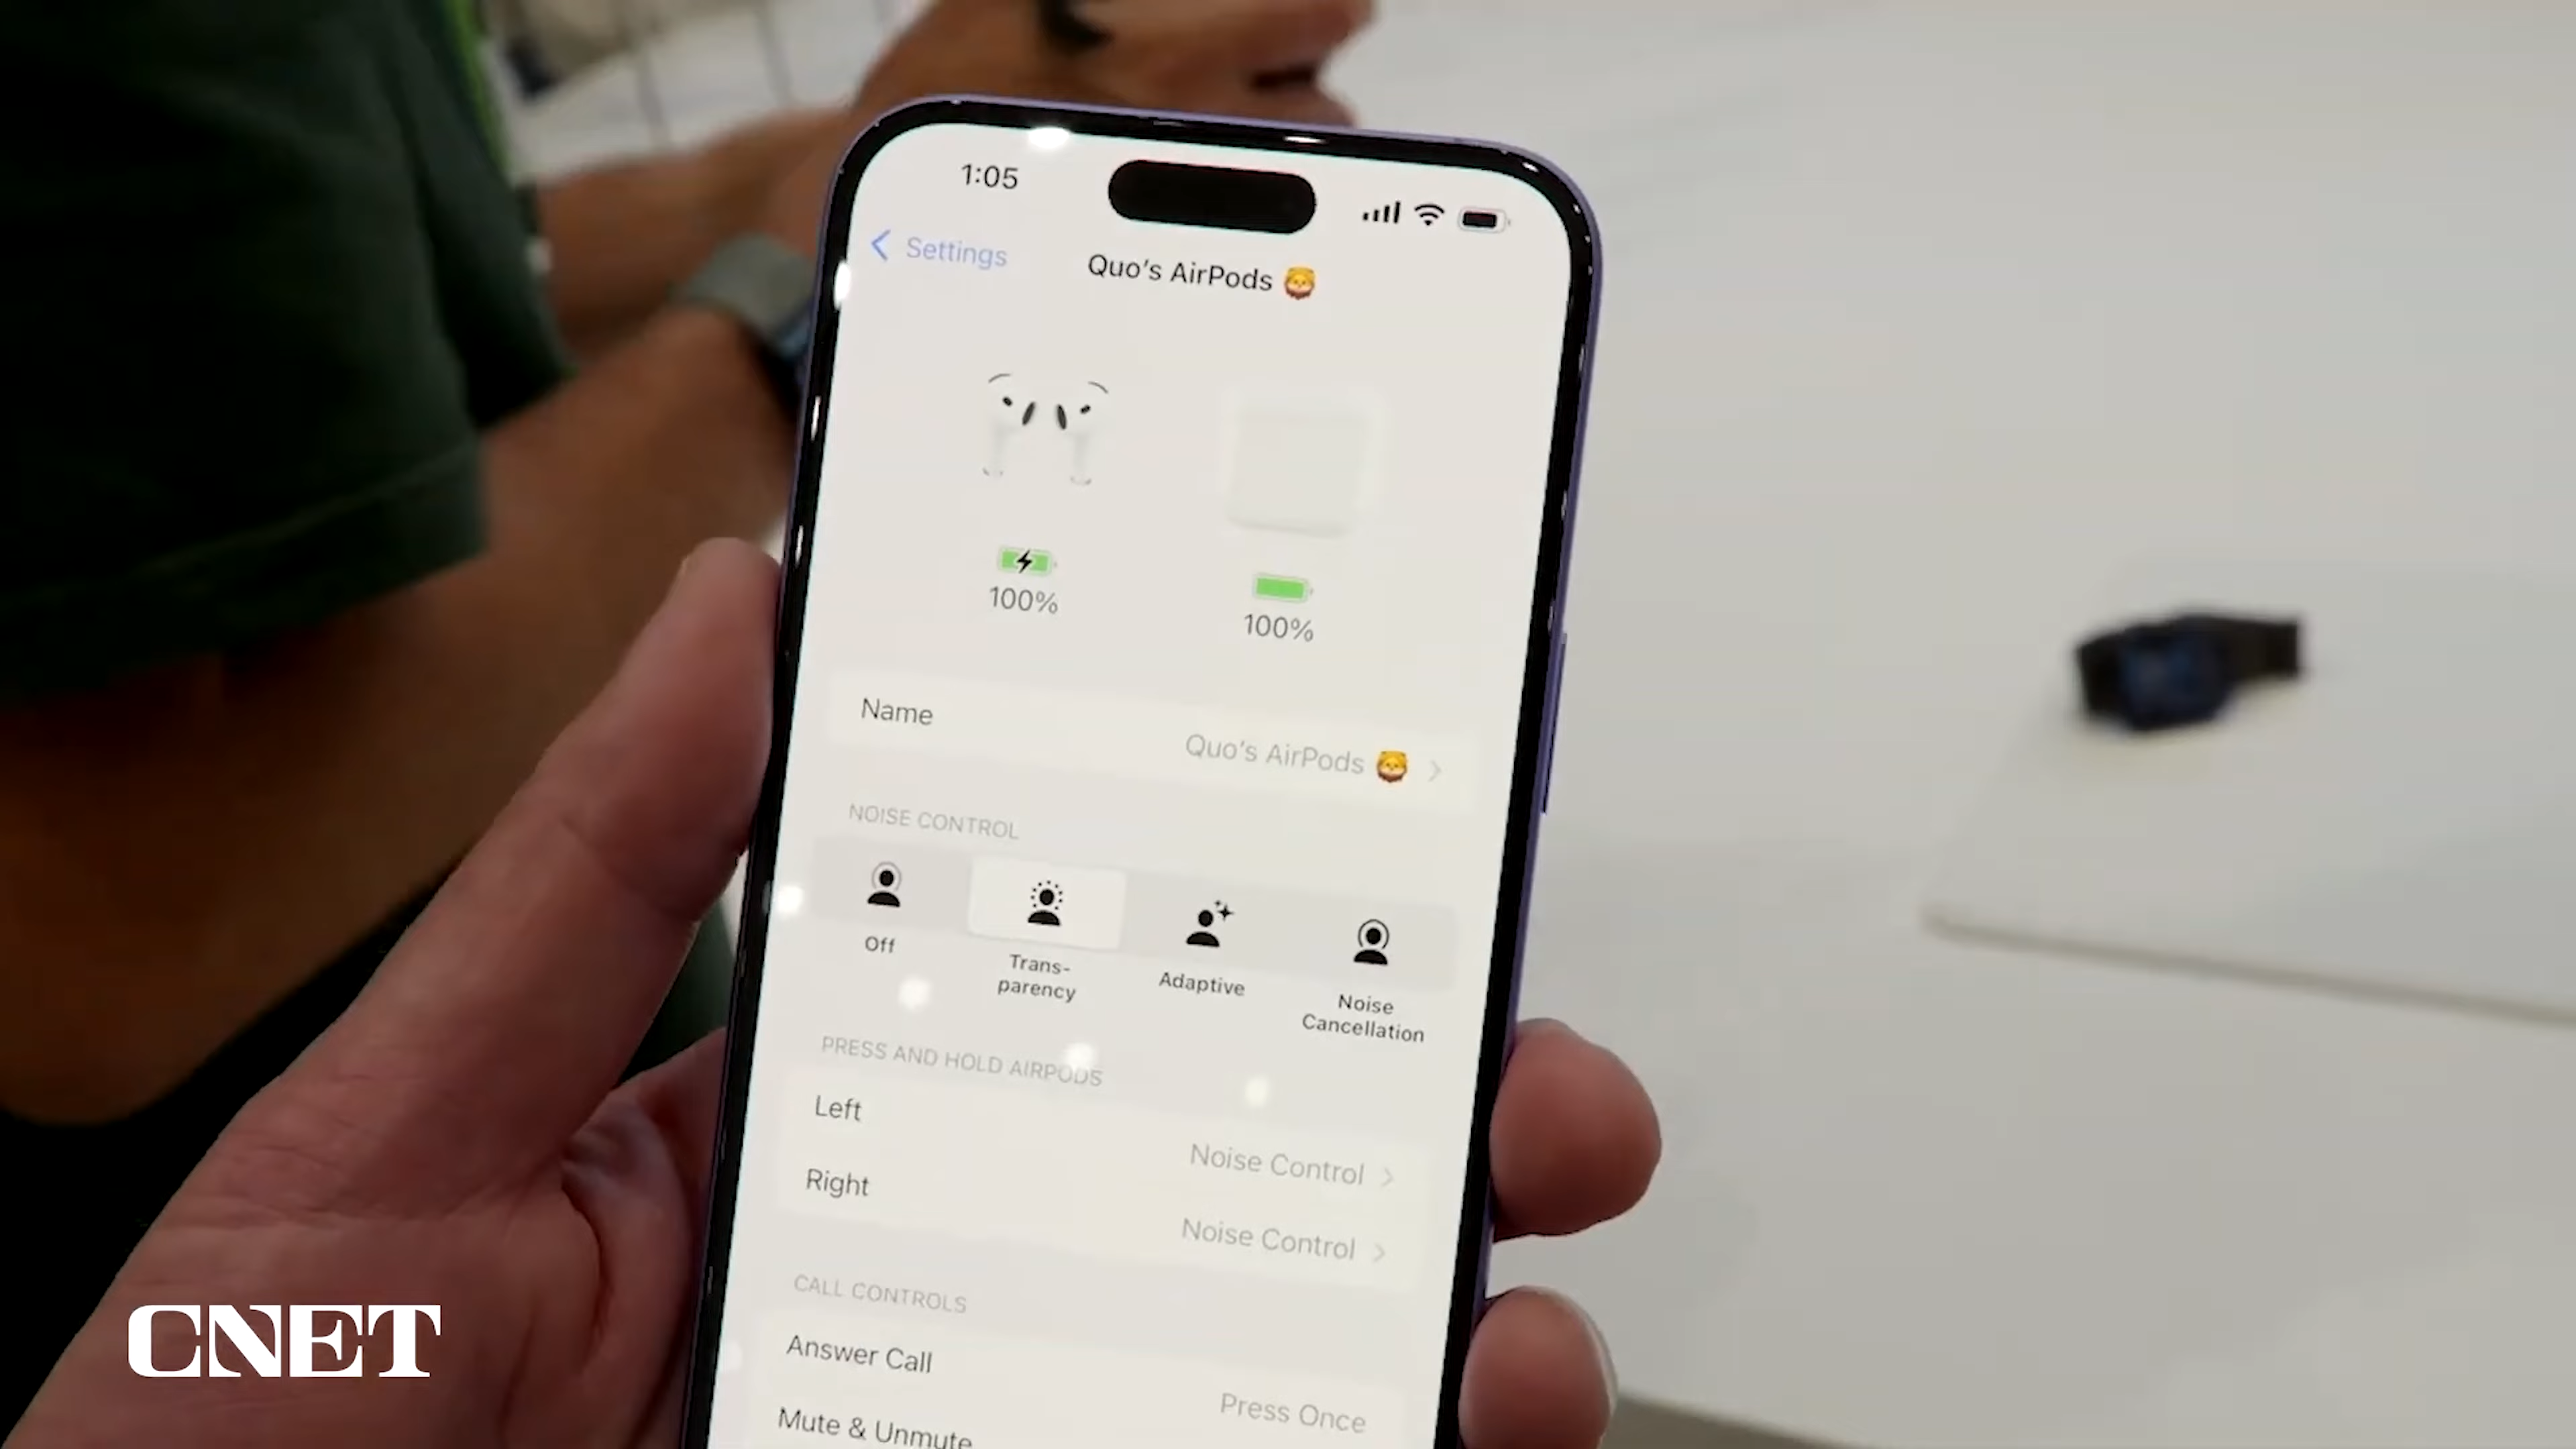 1:05
Settings
Quo's AirPods 🦁
100%
100%
Name
Quo's AirPods 🦁
NOISE CONTROL
Off
Trans-
parency
Adaptive
Noise
Cancellation
PRESS AND HOLD AIRPODS
Left
Noise Control
Right
Noise Control
CALL CONTROLS
Answer Call
Press Once
Mute & Unmute
CNET